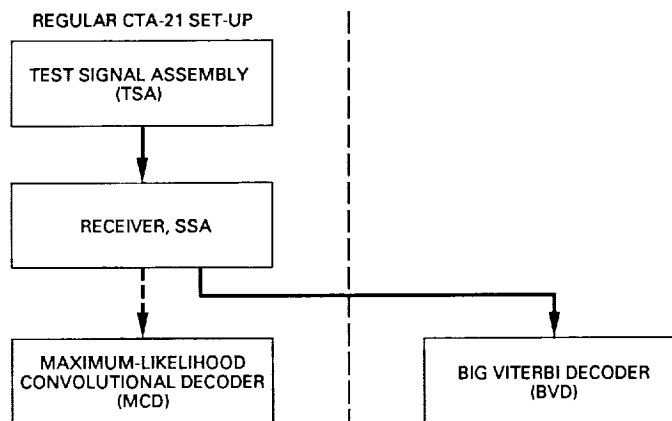 REGULAR CTA-21 SET-UP
TEST SIGNAL ASSEMBLY
(TSA)
RECEIVER, SSA
MAXIMUM-LIKELIHOOD
CONVOLUTIONAL DECODER
(MCD)
BIG VITERBI DECODER
(BVD)